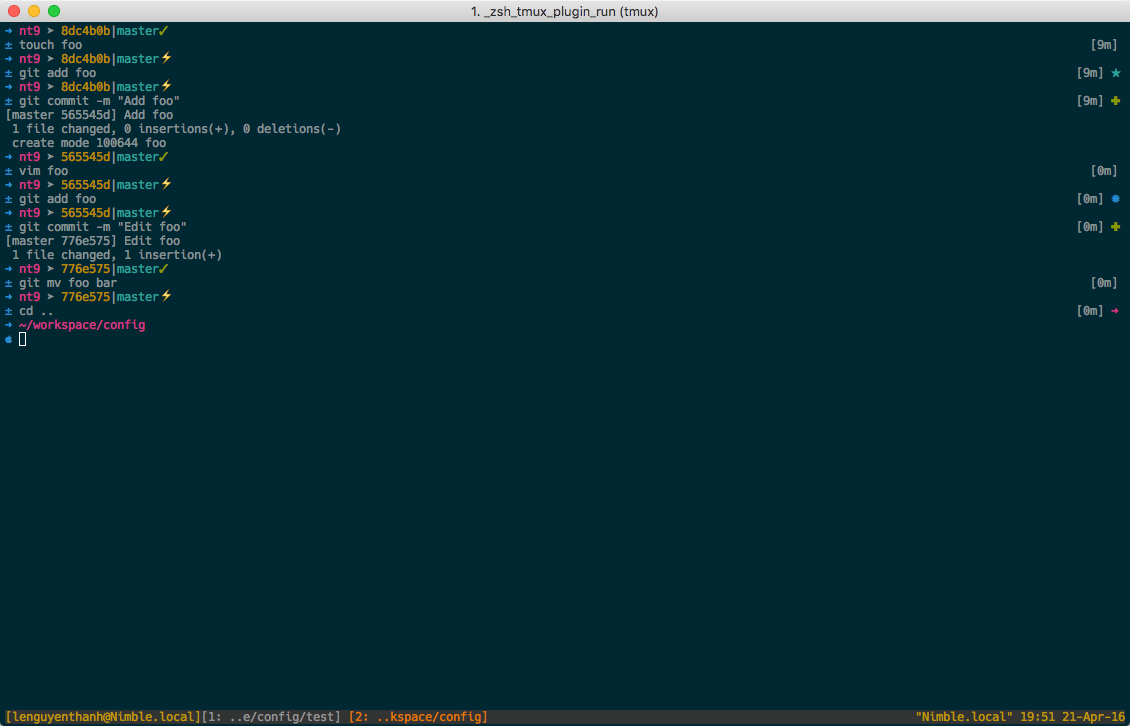 1. _zsh_tmux_plugin_run (tmux)
➜ nt9 ➤ 8dc4b0b|master✓
± touch foo [9m]
➜ nt9 ➤ 8dc4b0b|master⚡
± git add foo [9m] ★
➜ nt9 ➤ 8dc4b0b|master⚡
± git commit -m "Add foo" [9m] ✚
[master 565545d] Add foo
1 file changed, 0 insertions(+), 0 deletions(-)
create mode 100644 foo
➜ nt9 ➤ 565545d|master✓
± vim foo [0m]
➜ nt9 ➤ 565545d|master⚡
± git add foo [0m] ✹
➜ nt9 ➤ 565545d|master⚡
± git commit -m "Edit foo" [0m] ✚
[master 776e575] Edit foo
1 file changed, 1 insertion(+)
➜ nt9 ➤ 776e575|master✓
± git mv foo bar [0m]
➜ nt9 ➤ 776e575|master⚡
± cd .. [0m] ➜
➜ ~/workspace/config
[lenguyenthanh@Nimble.local][1: ..e/config/test] [2: ..kspace/config] "Nimble.local" 19:51 21-Apr-16